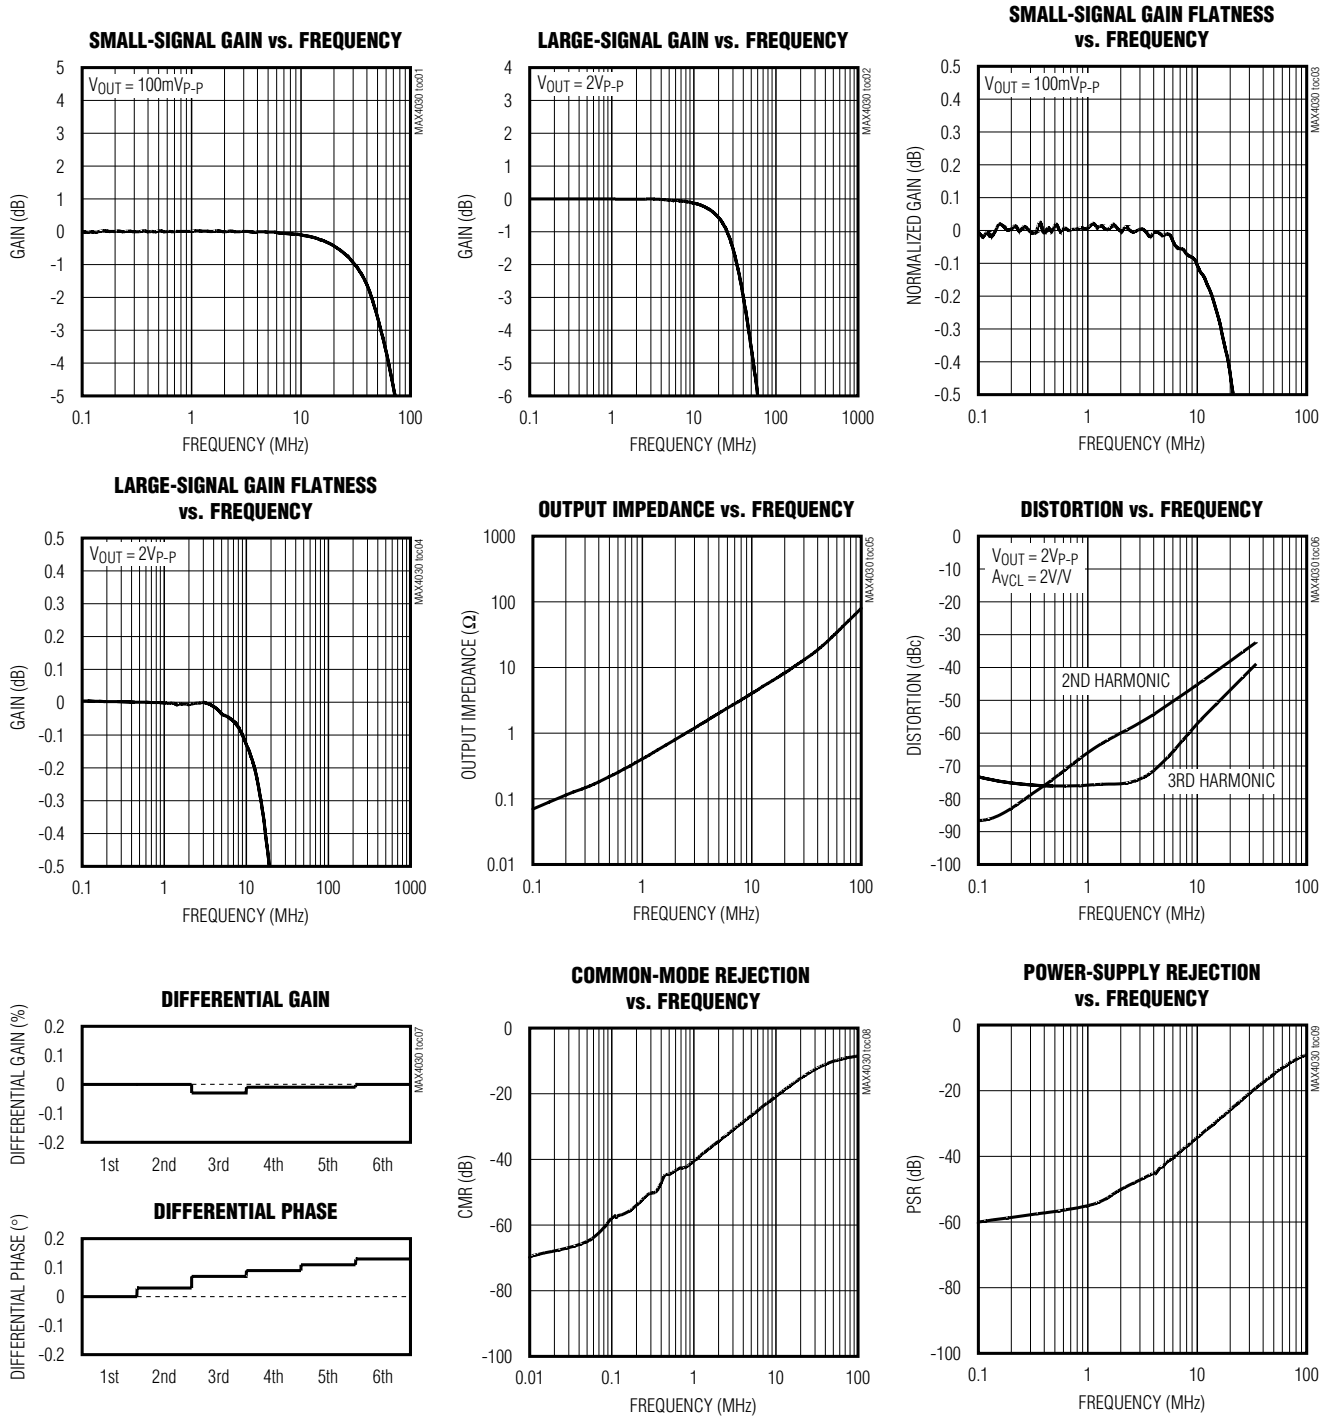 SMALL-SIGNAL GAIN vs. FREQUENCY
5
4
3
2
1
0
-1
-2
-3
-4
-5
GAIN (dB)
VOUT = 100mVP-P
MAX4030 toc01
0.1 1 10 100
FREQUENCY (MHz)
LARGE-SIGNAL GAIN vs. FREQUENCY
4
3
2
1
0
-1
-2
-3
-4
-5
-6
GAIN (dB)
VOUT = 2VP-P
MAX4030 toc02
0.1 1 10 100 1000
FREQUENCY (MHz)
SMALL-SIGNAL GAIN FLATNESS
vs. FREQUENCY
0.5
0.4
0.3
0.2
0.1
0
-0.1
-0.2
-0.3
-0.4
-0.5
NORMALIZED GAIN (dB)
VOUT = 100mVP-P
MAX4030 toc03
0.1 1 10 100
FREQUENCY (MHz)
LARGE-SIGNAL GAIN FLATNESS
vs. FREQUENCY
0.5
0.4
0.3
0.2
0.1
0
-0.1
-0.2
-0.3
-0.4
-0.5
GAIN (dB)
VOUT = 2VP-P
MAX4030 toc04
0.1 1 10 100 1000
FREQUENCY (MHz)
OUTPUT IMPEDANCE vs. FREQUENCY
1000
100
10
1
0.1
0.01
OUTPUT IMPEDANCE (Ω)
MAX4030 toc05
0.1 1 10 100
FREQUENCY (MHz)
DISTORTION vs. FREQUENCY
0
-10
-20
-30
-40
-50
-60
-70
-80
-90
-100
DISTORTION (dBc)
VOUT = 2VP-P
AVCL = 2V/V
2ND HARMONIC
3RD HARMONIC
MAX4030 toc06
0.1 1 10 100
FREQUENCY (MHz)
DIFFERENTIAL GAIN
0.2
0.1
0
-0.1
-0.2
DIFFERENTIAL GAIN (%)
MAX4030 toc07
1st 2nd 3rd 4th 5th 6th
DIFFERENTIAL PHASE
0.2
0.1
0
-0.1
-0.2
DIFFERENTIAL PHASE (°)
1st 2nd 3rd 4th 5th 6th
COMMON-MODE REJECTION
vs. FREQUENCY
0
-20
-40
-60
-80
-100
CMR (dB)
MAX4030 toc08
0.01 0.1 1 10 100
FREQUENCY (MHz)
POWER-SUPPLY REJECTION
vs. FREQUENCY
0
-20
-40
-60
-80
-100
PSR (dB)
MAX4030 toc09
0.1 1 10 100
FREQUENCY (MHz)